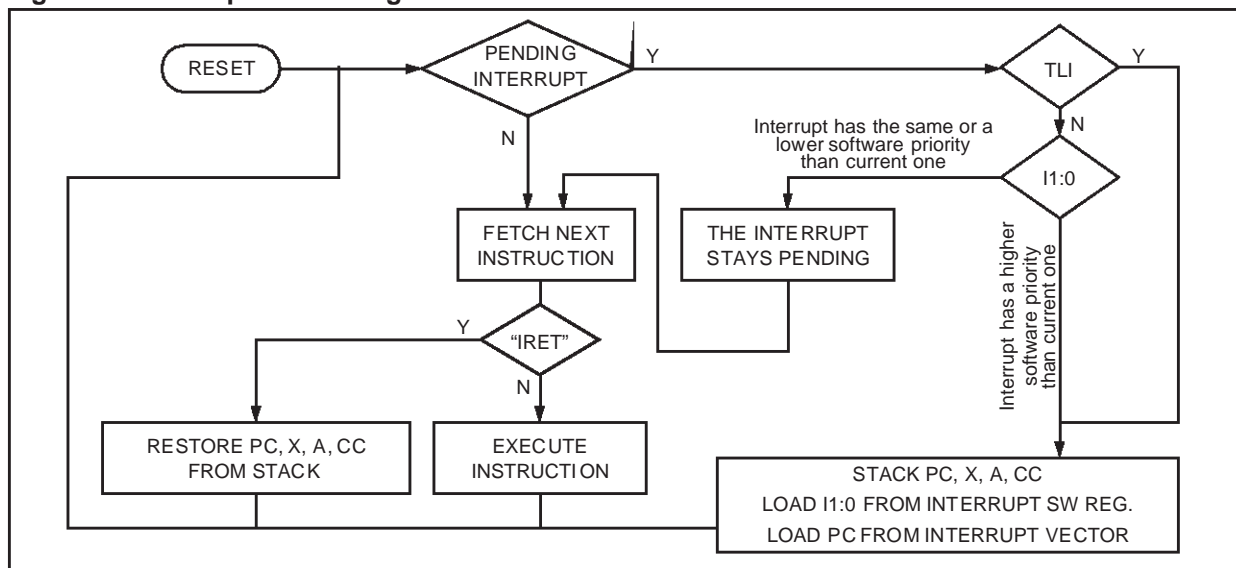 RESET
PENDING
INTERRUPT
Y
TLI
Y
N
N
Interrupt has the same or a
lower software priority
than current one
I1:0
FETCH NEXT
INSTRUCTION
THE INTERRUPT
STAYS PENDING
Interrupt has a higher
software priority
than current one
Y
“IRET”
N
RESTORE PC, X, A, CC
FROM STACK
EXECUTE
INSTRUCTION
STACK PC, X, A, CC
LOAD I1:0 FROM INTERRUPT SW REG.
LOAD PC FROM INTERRUPT VECTOR